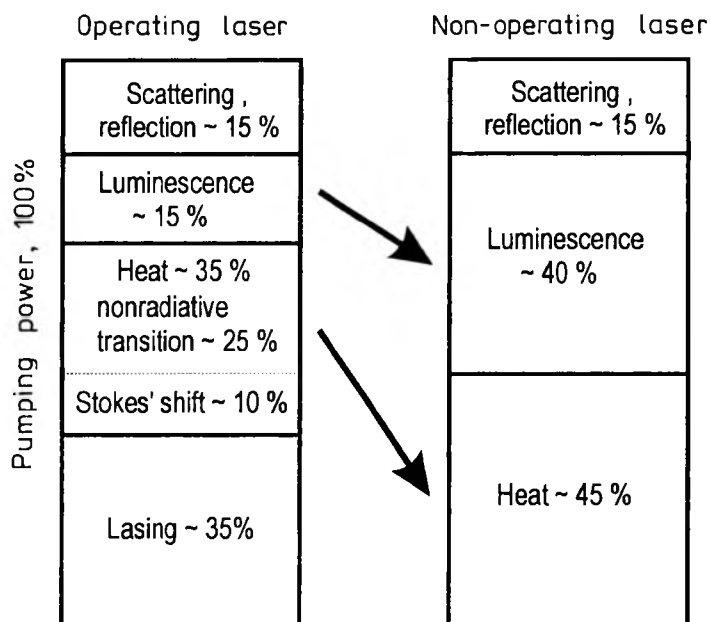 Operating laser
Non-operating laser
Pumping power, 100%
Scattering ,
reflection ~ 15 %
Luminescence
~ 15 %
Heat ~ 35 %
nonradiative
transition ~ 25 %
Stokes' shift ~ 10 %
Lasing ~ 35%
Scattering ,
reflection ~ 15 %
Luminescence
~ 40 %
Heat ~ 45 %